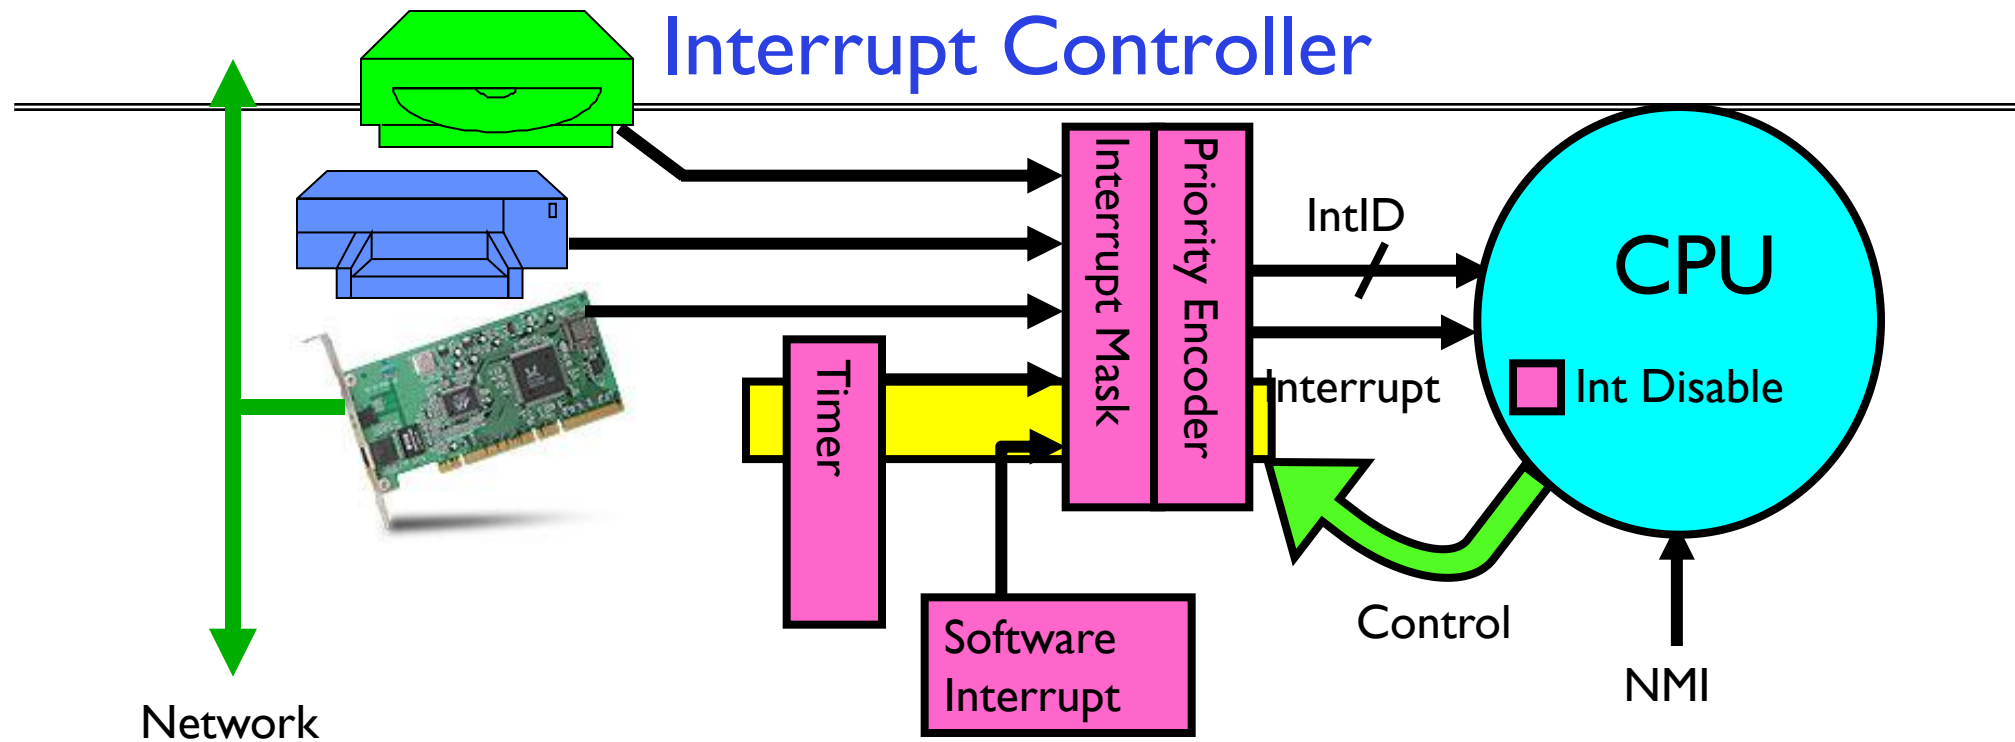 Interrupt Controller
Interrupt Mask
Priority Encoder
IntID
CPU
Timer
Interrupt
Int Disable
Software
Interrupt
Control
NMI
Network